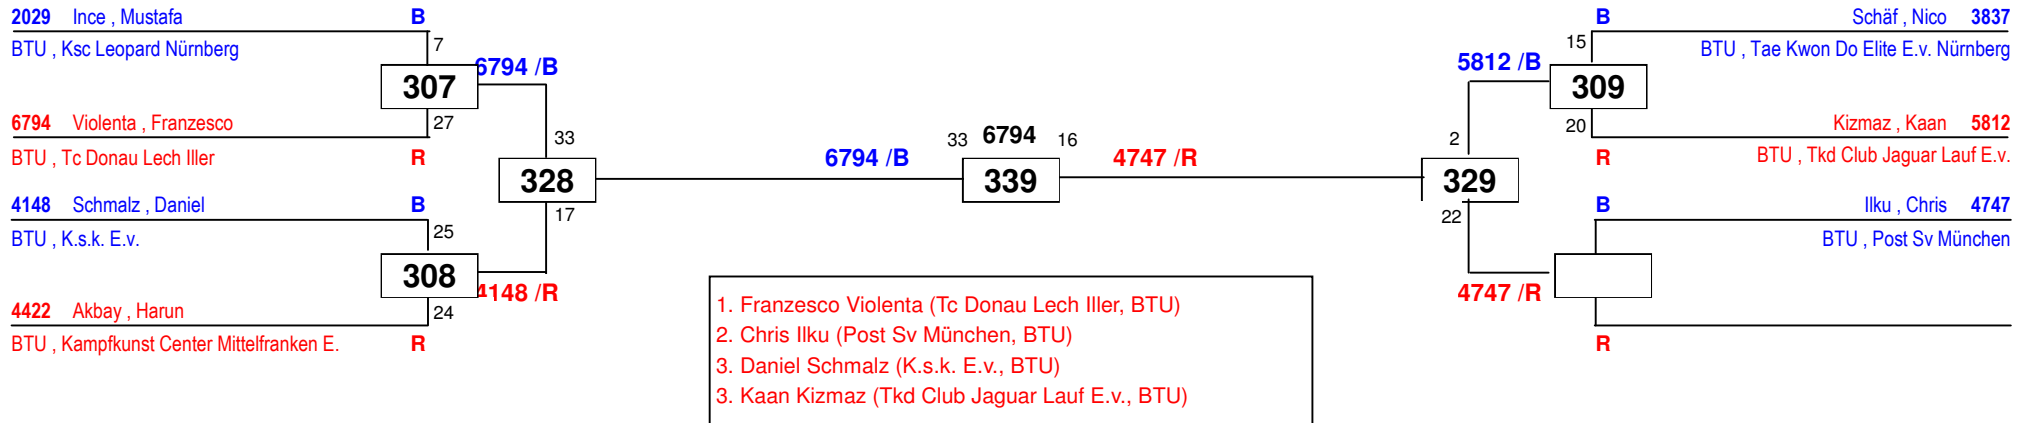 2029 Ince , Mustafa B
7
BTU , Ksc Leopard Nürnberg
6794 /B
307
6794 Violenta , Franzesco
27
BTU , Tc Donau Lech Iller R
33
328
17
4148 Schmalz , Daniel B
25
BTU , K.s.k. E.v.
308
4148 /R
4422 Akbay , Harun
24
BTU , Kampfkunst Center Mittelfranken E. R
6794 /B
33 6794 16
339
4747 /R
B Schäf , Nico 3837
15
BTU , Tae Kwon Do Elite E.v. Nürnberg
5812 /B
309
20
Kizmaz , Kaan 5812
R BTU , Tkd Club Jaguar Lauf E.v.
2
329
22
B Ilku , Chris 4747
BTU , Post Sv München
4747 /R
R
1. Franzesco Violenta (Tc Donau Lech Iller, BTU)
2. Chris Ilku (Post Sv München, BTU)
3. Daniel Schmalz (K.s.k. E.v., BTU)
3. Kaan Kizmaz (Tkd Club Jaguar Lauf E.v., BTU)